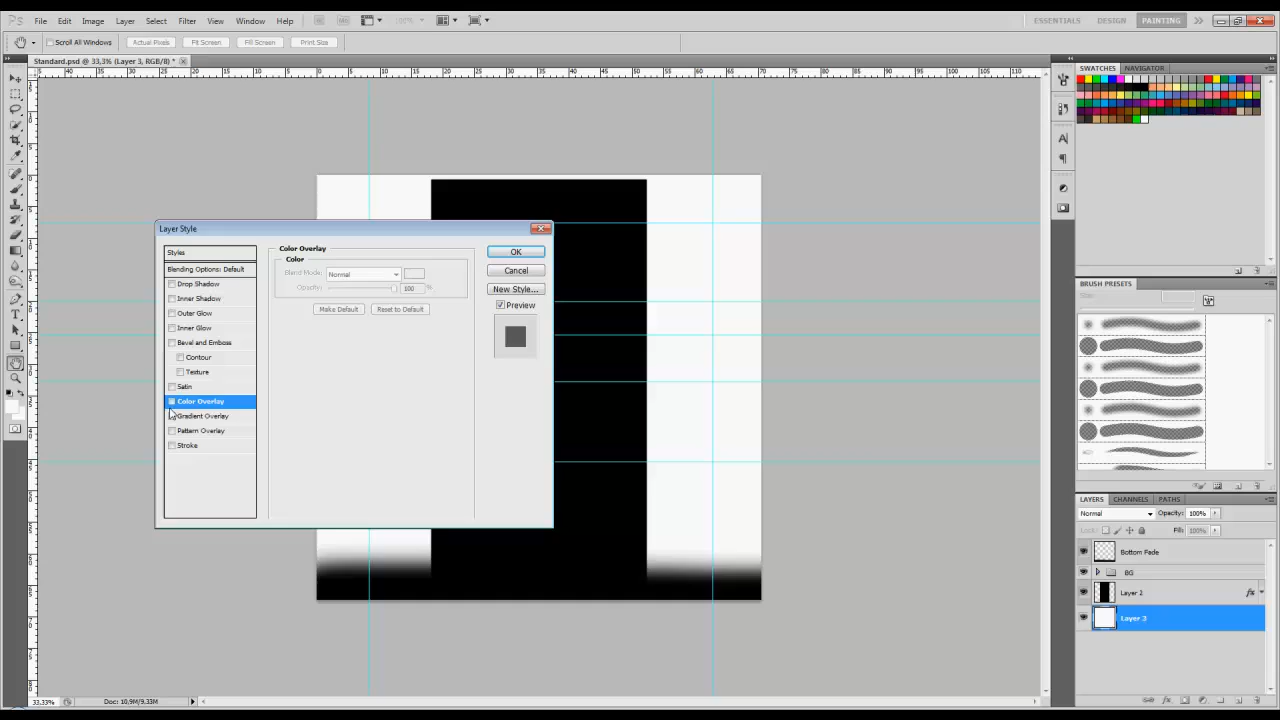 Ps File Edit Image Layer Select Filter Analysis View Window Help 100% ESSENTIALS DESIGN PAINTING
Scroll All Windows Actual Pixels Fit Screen Fill Screen Print Size
Standard.psd @ 33,3% (Layer 3, RGB/8) *
SWATCHES NAVIGATOR
Layer Style
Styles
Blending Options: Default
Drop Shadow
Inner Shadow
Outer Glow
Inner Glow
Bevel and Emboss
Contour
Texture
Satin
Color Overlay
Gradient Overlay
Pattern Overlay
Stroke
Color Overlay
Color
Blend Mode: Normal
Opacity: 100 %
Make Default Reset to Default
OK
Cancel
New Style...
Preview
BRUSH PRESETS
Size:
LAYERS CHANNELS PATHS
Normal Opacity: 100%
Lock: Fill: 100%
Bottom Fade
BG
Layer 2 fx
Layer 3
33.33% Doc: 10,9M/9,33M